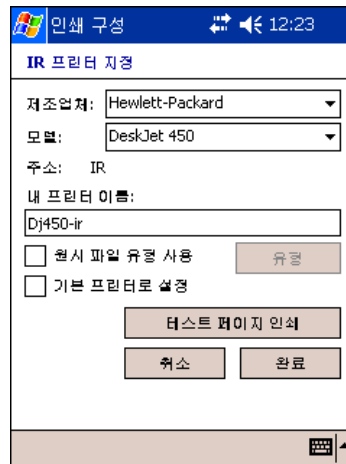 인쇄 구성 12:23
IR 프린터 지정
제조업체: Hewlett-Packard
모델: DeskJet 450
주소: IR
내 프린터 이름:
Dj450-ir
원시 파일 유형 사용 유형
기본 프린터로 설정
테스트 페이지 인쇄
취소 완료